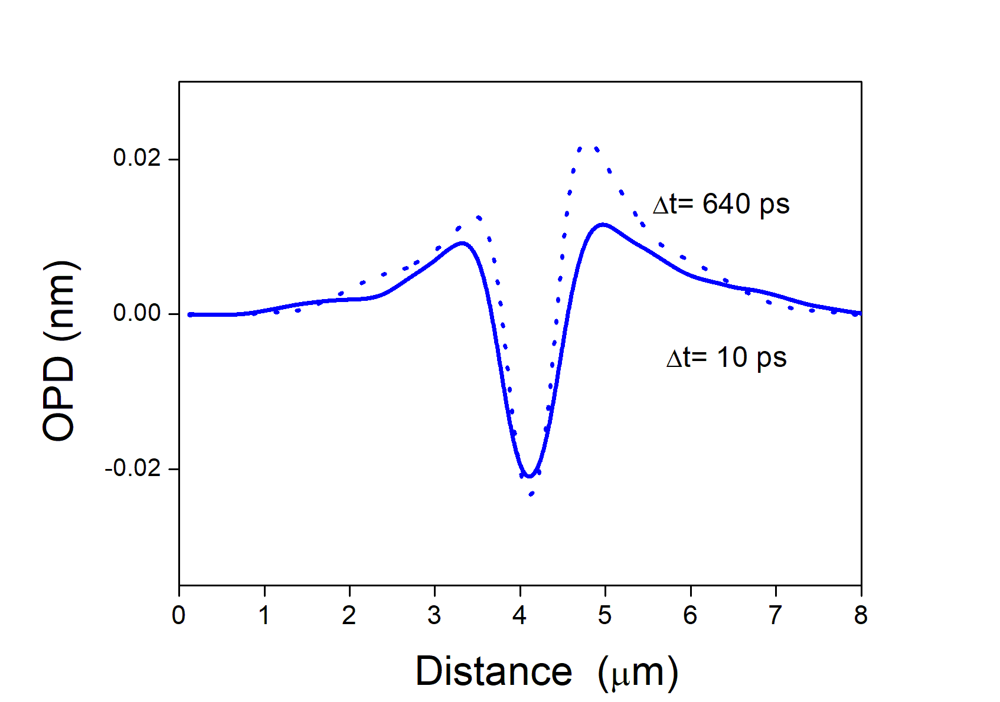 0.02
0.00
-0.02
OPD (nm)
Δt= 640 ps
Δt= 10 ps
0 1 2 3 4 5 6 7 8
Distance (μm)